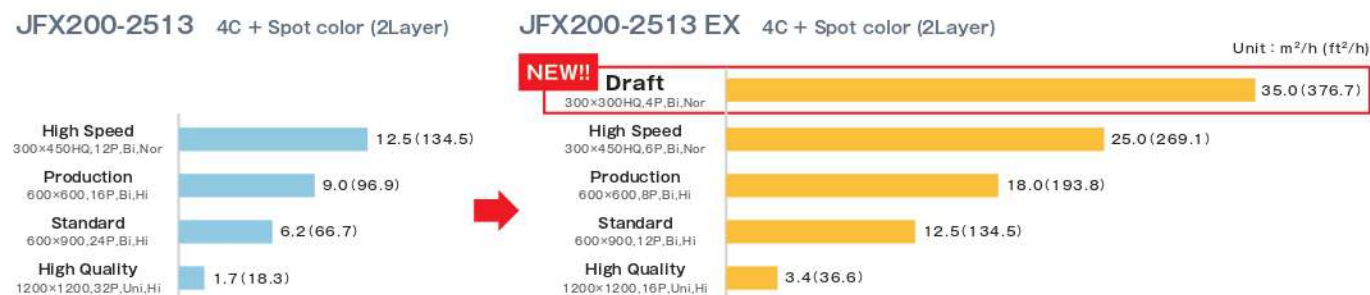 JFX200-2513 4C + Spot color (2Layer)
High Speed
300×450HQ,12P,Bi,Nor
12.5(134.5)
Production
600×600,16P,Bi,Hi
9.0(96.9)
Standard
600×900,24P,Bi,Hi
6.2(66.7)
High Quality
1200×1200,32P,Uni,Hi
1.7(18.3)
JFX200-2513 EX 4C + Spot color (2Layer)
Unit : m²/h (ft²/h)
NEW!!
Draft
300×300HQ,4P,Bi,Nor
35.0(376.7)
High Speed
300×450HQ,6P,Bi,Nor
25.0(269.1)
Production
600×600,8P,Bi,Hi
18.0(193.8)
Standard
600×900,12P,Bi,Hi
12.5(134.5)
High Quality
1200×1200,16P,Uni,Hi
3.4(36.6)